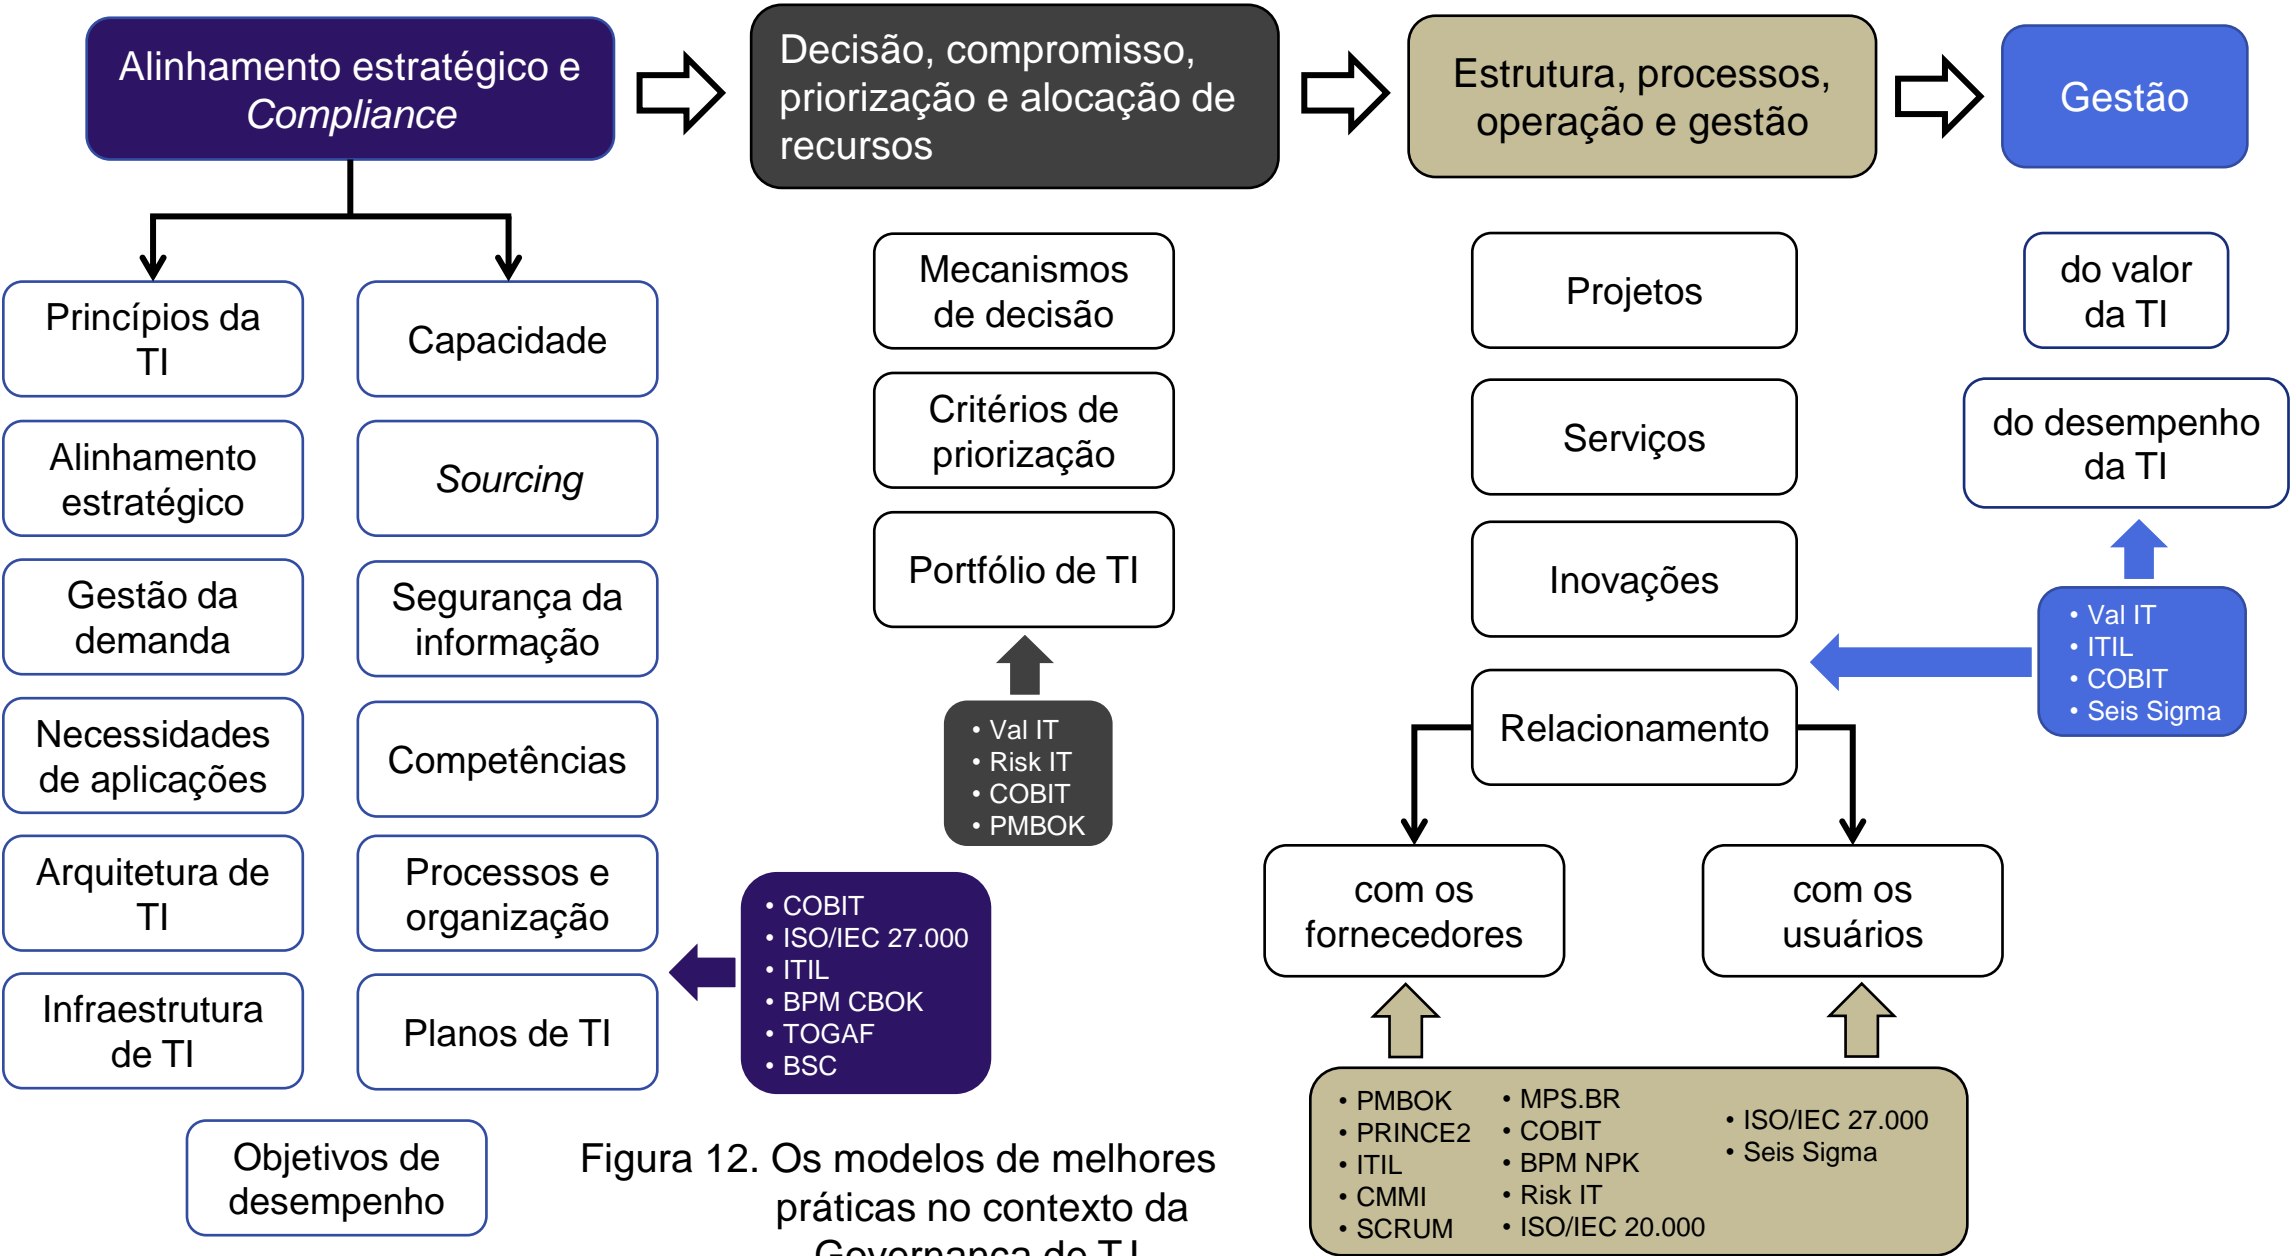 Alinhamento estratégico e
Compliance
Decisão, compromisso,
priorização e alocação de
recursos
Estrutura, processos,
operação e gestão
Gestão
Princípios da
TI
Alinhamento
estratégico
Gestão da
demanda
Necessidades
de aplicações
Arquitetura de
TI
Infraestrutura
de TI
Capacidade
Sourcing
Segurança da
informação
Competências
Processos e
organização
Planos de TI
Objetivos de
desempenho
• COBIT
• ISO/IEC 27.000
• ITIL
• BPM CBOK
• TOGAF
• BSC
Mecanismos
de decisão
Critérios de
priorização
Portfólio de TI
• Val IT
• Risk IT
• COBIT
• PMBOK
Projetos
Serviços
Inovações
Relacionamento
com os
fornecedores
com os
usuários
• PMBOK
• PRINCE2
• ITIL
• CMMI
• SCRUM
• MPS.BR
• COBIT
• BPM NPK
• Risk IT
• ISO/IEC 20.000
• ISO/IEC 27.000
• Seis Sigma
do valor
da TI
do desempenho
da TI
• Val IT
• ITIL
• COBIT
• Seis Sigma
Figura 12. Os modelos de melhores
práticas no contexto da
Governança de T.I.